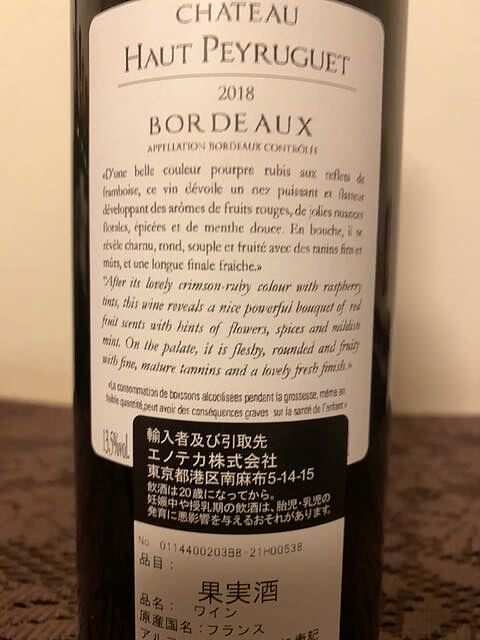 CHATEAU
HAUT PEYRUGUET
2018
BORDEAUX
APPELLATION BORDEAUX CONTRÔLÉE
«D'une belle couleur pourpre rubis aux reflets de
framboise, ce vin dévoile un nez puissant et flatteur
développant des arômes de fruits rouges, de jolies nuances
florales, épicées et de menthe douce. En bouche, il se
révèle charnu, rond, souple et fruité avec des tanins fins et
mûrs, et une longue finale fraîche.»
"After its lovely crimson-ruby colour with raspberry
tints, this wine reveals a nice powerful bouquet of red
fruit scents with hints of flowers, spices and mildish
mint. On the palate, it is fleshy, rounded and fruity
with fine, mature tannins and a lovely fresh finish."
«La consommation de boissons alcoolisées pendant la grossesse, même en
faible quantité,peut avoir des conséquences graves sur la santé de l'enfant»
13,5%vol.
輸入者及び引取先
エノテカ株式会社
東京都港区南麻布5-14-15
飲酒は20歳になってから。
妊娠中や授乳期の飲酒は、胎児・乳児の
発育に悪影響を与えるおそれがあります。
No 0114400203B8-21H00538
品目：
果実酒
品名： ワイン
原産国名：フランス
アル